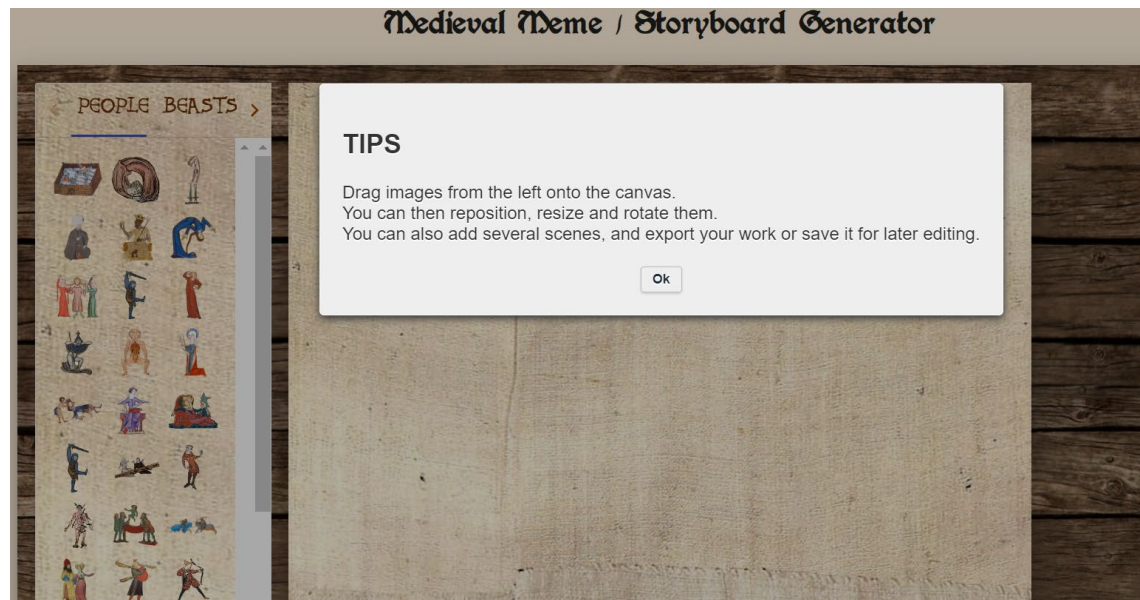 Medieval Meme / Storyboard Generator
PEOPLE BEASTS
TIPS
Drag images from the left onto the canvas.
You can then reposition, resize and rotate them.
You can also add several scenes, and export your work or save it for later editing.
Ok